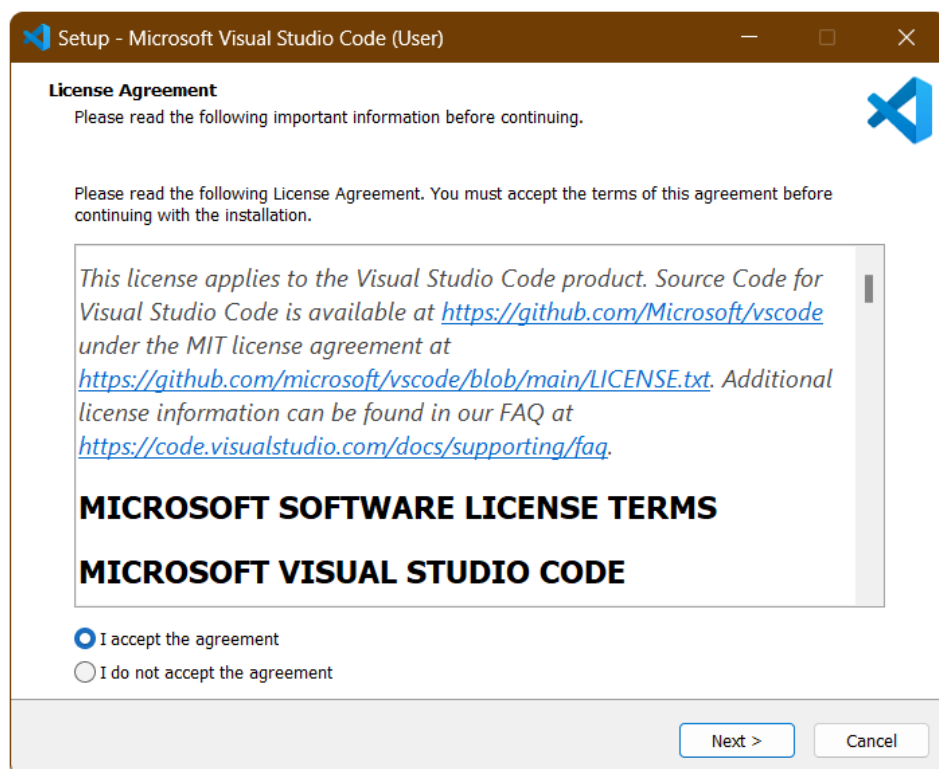 Setup - Microsoft Visual Studio Code (User)
License Agreement
Please read the following important information before continuing.
Please read the following License Agreement. You must accept the terms of this agreement before
continuing with the installation.
This license applies to the Visual Studio Code product. Source Code for
Visual Studio Code is available at https://github.com/Microsoft/vscode
under the MIT license agreement at
https://github.com/microsoft/vscode/blob/main/LICENSE.txt. Additional
license information can be found in our FAQ at
https://code.visualstudio.com/docs/supporting/faq.
MICROSOFT SOFTWARE LICENSE TERMS
MICROSOFT VISUAL STUDIO CODE
I accept the agreement
I do not accept the agreement
Next >
Cancel